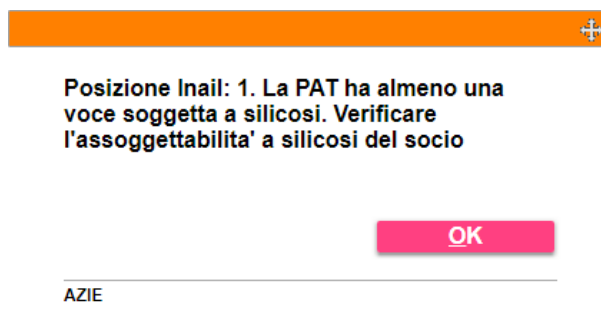 Posizione Inail: 1. La PAT ha almeno una
voce soggetta a silicosi. Verificare
l'assoggettabilita' a silicosi del socio
OK
AZIE